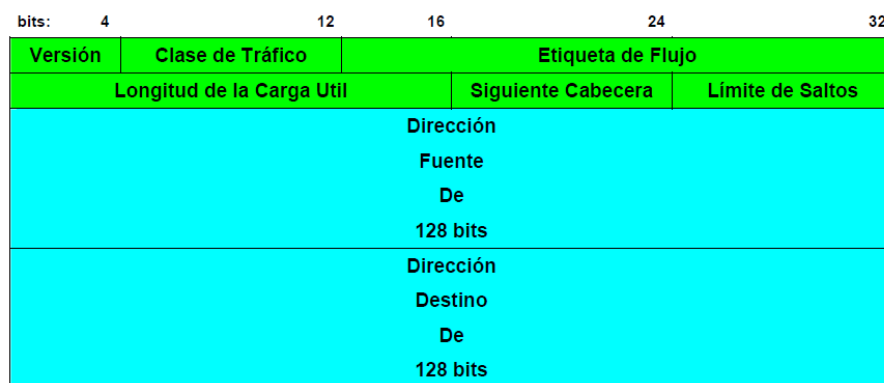 bits: 4 12 16 24 32
Versión Clase de Tráfico Etiqueta de Flujo
Longitud de la Carga Util Siguiente Cabecera Límite de Saltos
Dirección
Fuente
De
128 bits
Dirección
Destino
De
128 bits